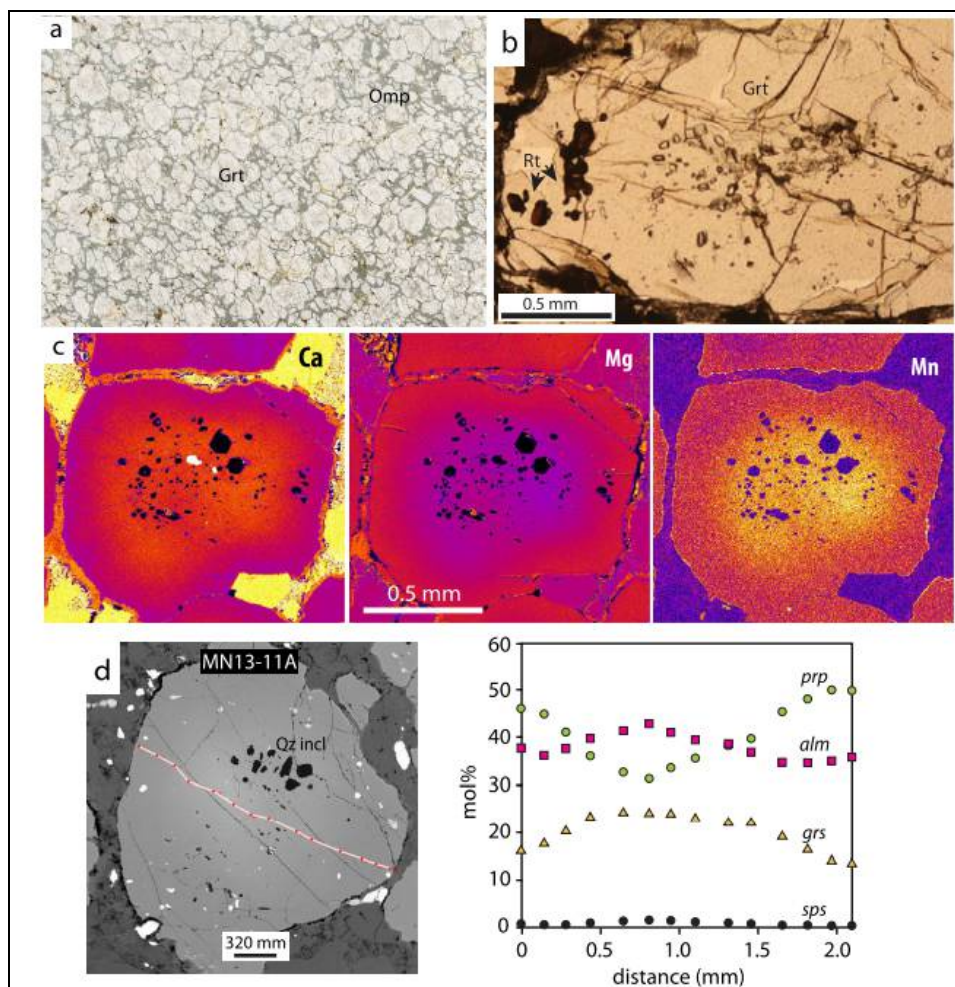 a
Omp
Grt
b
Grt
Rt
0.5 mm
c
Ca
Mg
Mn
0.5 mm
d
MN13-11A
Qz incl
320 mm
60
50
40
30
20
10
0
mol%
prp
alm
grs
sps
0
0.5
1.0
1.5
2.0
distance (mm)